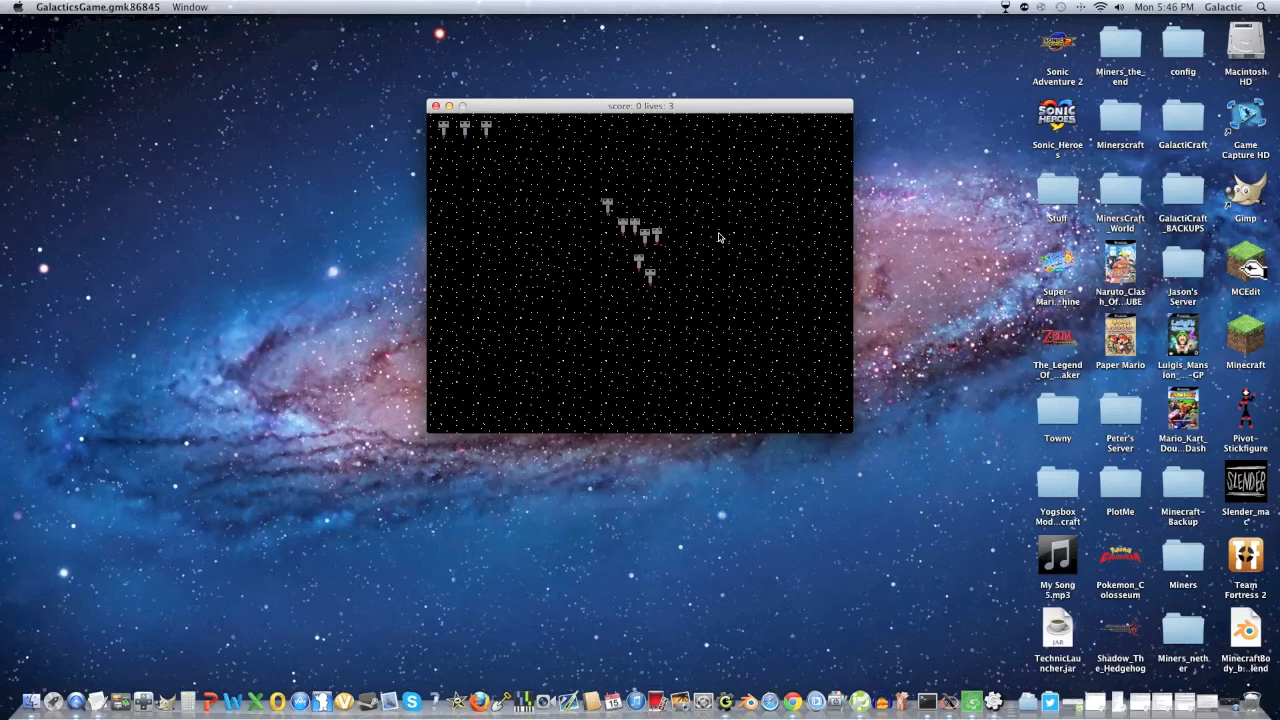 GalacticsGame.gmk86845 Window Mon 5:46 PM Galactic
score: 0 lives: 3
Sonic Adventure 2
Miners_the_end
config
Macintosh HD
Sonic_Heroes
Minerscraft
GalactiCraft
Game Capture HD
Stuff
MinersCraft_World
GalactiCraft_BACKUPS
Gimp
Super-Mari...hine
Naruto_Clash_Of...UBE
Jason's Server
MCEdit
The_Legend_Of_...aker
Paper Mario
Luigis_Mansion_...-GP
Minecraft
Towny
Peter's Server
Mario_Kart_Dou...Dash
Pivot-Stickfigure
SLENDER
Yogsbox Mod...craft
PlotMe
Minecraft-Backup
Slender_mac
My Song 5.mp3
Pokemon_Colosseum
Miners
Team Fortress 2
JAR
TechnicLauncher.jar
Shadow_The_Hedgehog
Miners_nether
MinecraftBody_b...lend